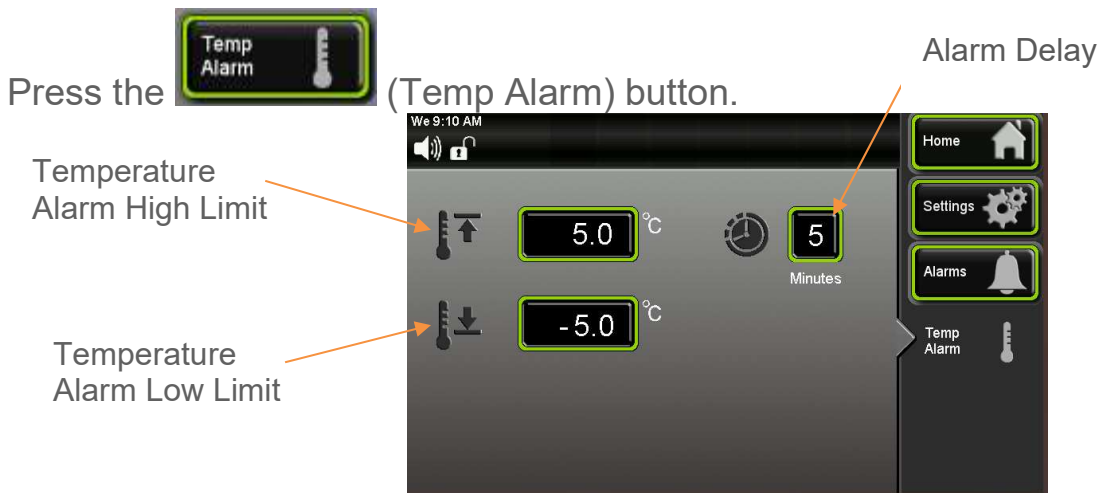 Temp
Alarm
Alarm Delay
Press the (Temp Alarm) button.
We 9:10 AM
Home
Temperature
Alarm High Limit
Settings
5.0 °C
5
Minutes
Alarms
-5.0 °C
Temp
Alarm
Temperature
Alarm Low Limit